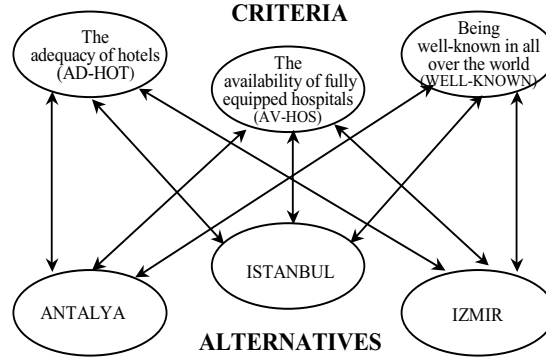 CRITERIA
The
adequacy of hotels
(AD-HOT)
The
availability of fully
equipped hospitals
(AV-HOS)
Being
well-known in all
over the world
(WELL-KNOWN)
ANTALYA
ISTANBUL
IZMIR
ALTERNATIVES